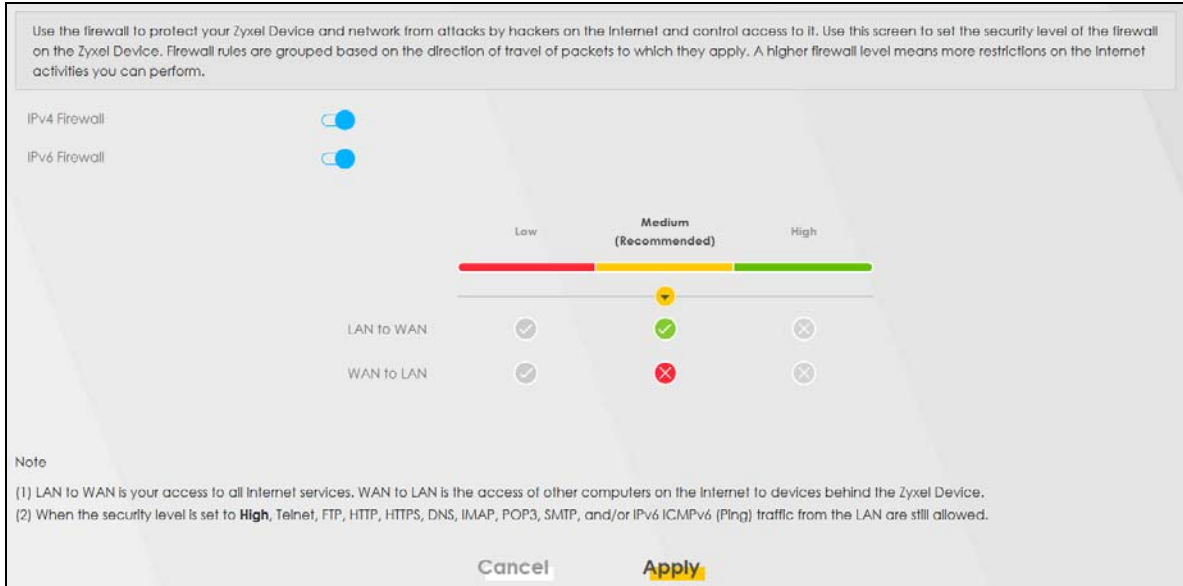 Use the firewall to protect your Zyxel Device and network from attacks by hackers on the Internet and control access to it. Use this screen to set the security level of the firewall
on the Zyxel Device. Firewall rules are grouped based on the direction of travel of packets to which they apply. A higher firewall level means more restrictions on the Internet
activities you can perform.
IPv4 Firewall
IPv6 Firewall
Low
Medium
(Recommended)
High
LAN to WAN
WAN to LAN
Note
(1) LAN to WAN is your access to all Internet services. WAN to LAN is the access of other computers on the Internet to devices behind the Zyxel Device.
(2) When the security level is set to High, Telnet, FTP, HTTP, HTTPS, DNS, IMAP, POP3, SMTP, and/or IPv6 ICMPv6 (Ping) traffic from the LAN are still allowed.
Cancel
Apply